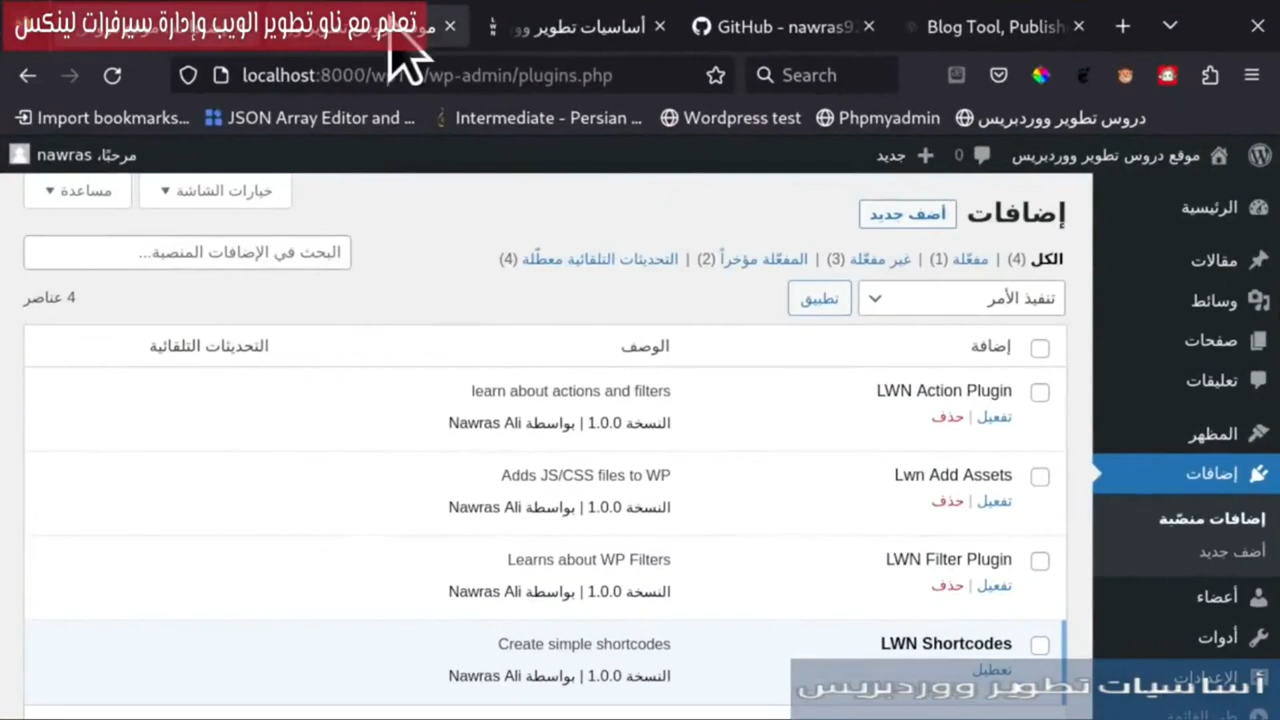 تعلم مع ناو تطوير الويب وإدارة سيرفرات لينكس
أساسيات تطوير وو
GitHub - nawras9
Blog Tool, Publish
localhost:8000/w /wp-admin/plugins.php
Search
Import bookmarks...
JSON Array Editor and ...
Intermediate - Persian ...
Wordpress test
Phpmyadmin
دروس تطوير ووردبريس
موقع دروس تطوير ووردبريس
0
جديد
مرحبًا، nawras
خيارات الشاشة
مساعدة
إضافات
أضف جديد
الكل (4) | مفعّلة (1) | غير مفعّلة (3) | المفعّلة مؤخراً (2) | التحديثات التلقائية معطّلة (4)
البحث في الإضافات المنصبة...
تنفيذ الأمر
تطبيق
4 عناصر
إضافة
الوصف
التحديثات التلقائية
LWN Action Plugin
تفعيل | حذف
learn about actions and filters
النسخة 1.0.0 | بواسطة Nawras Ali
Lwn Add Assets
تفعيل | حذف
Adds JS/CSS files to WP
النسخة 1.0.0 | بواسطة Nawras Ali
LWN Filter Plugin
تفعيل | حذف
Learns about WP Filters
النسخة 1.0.0 | بواسطة Nawras Ali
LWN Shortcodes
تعطيل
Create simple shortcodes
النسخة 1.0.0 | بواسطة Nawras Ali
الرئيسية
مقالات
وسائط
صفحات
تعليقات
المظهر
إضافات
إضافات منصّبة
أضف جديد
أعضاء
أدوات
الإعدادات
أساسيات تطوير ووردبريس